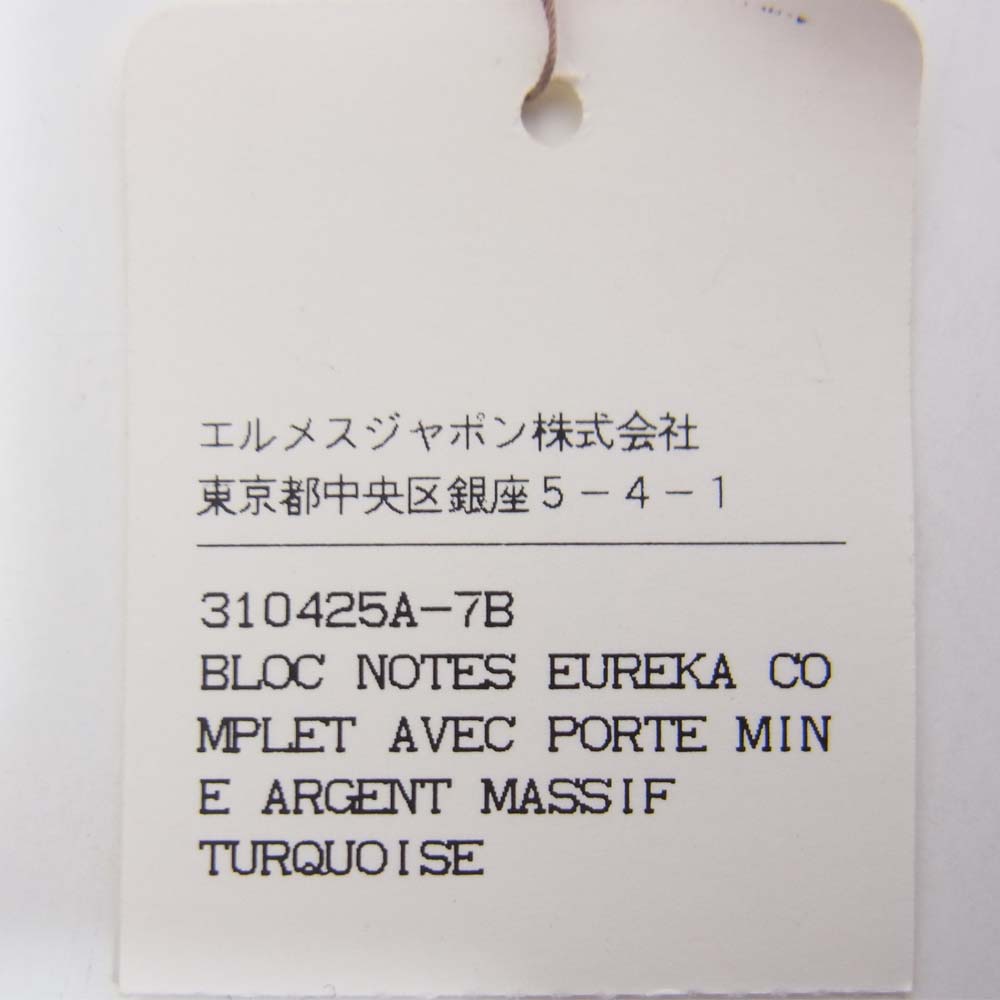 エルメスジャポン株式会社
東京都中央区銀座５－４－１
310425A-7B
BLOC NOTES EUREKA CO
MPLET AVEC PORTE MIN
E ARGENT MASSIF
TURQUOISE